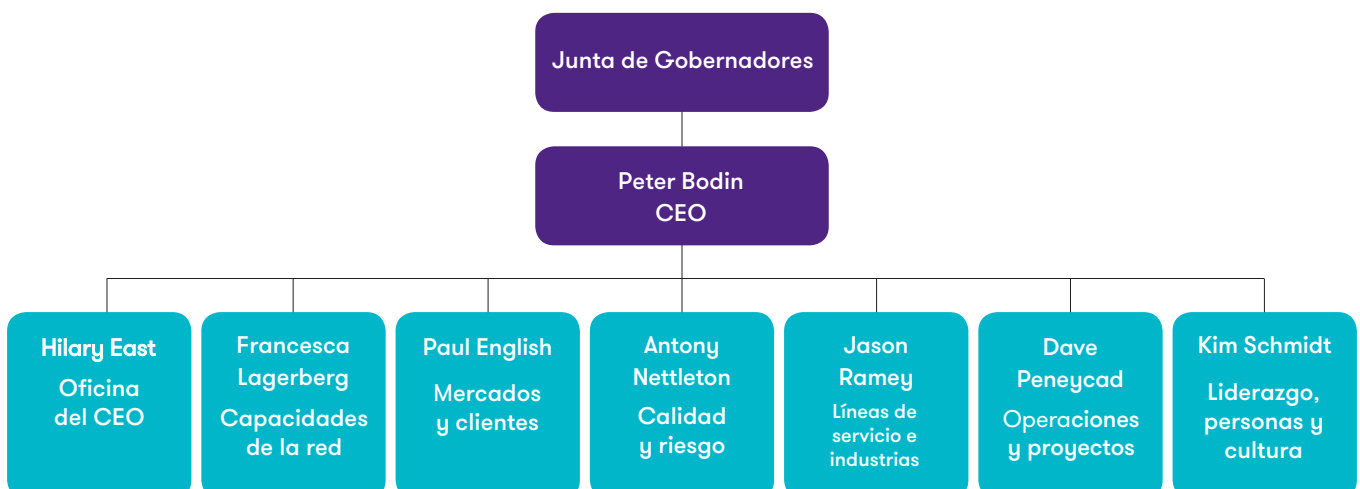 Junta de Gobernadores
Peter Bodin
CEO
Hilary East
Oficina
del CEO
Francesca
Lagerberg
Capacidades
de la red
Paul English
Mercados
y clientes
Antony
Nettleton
Calidad
y riesgo
Jason
Ramey
Líneas de
servicio e
industrias
Dave
Peneycad
Operaciones
y proyectos
Kim Schmidt
Liderazgo,
personas y
cultura